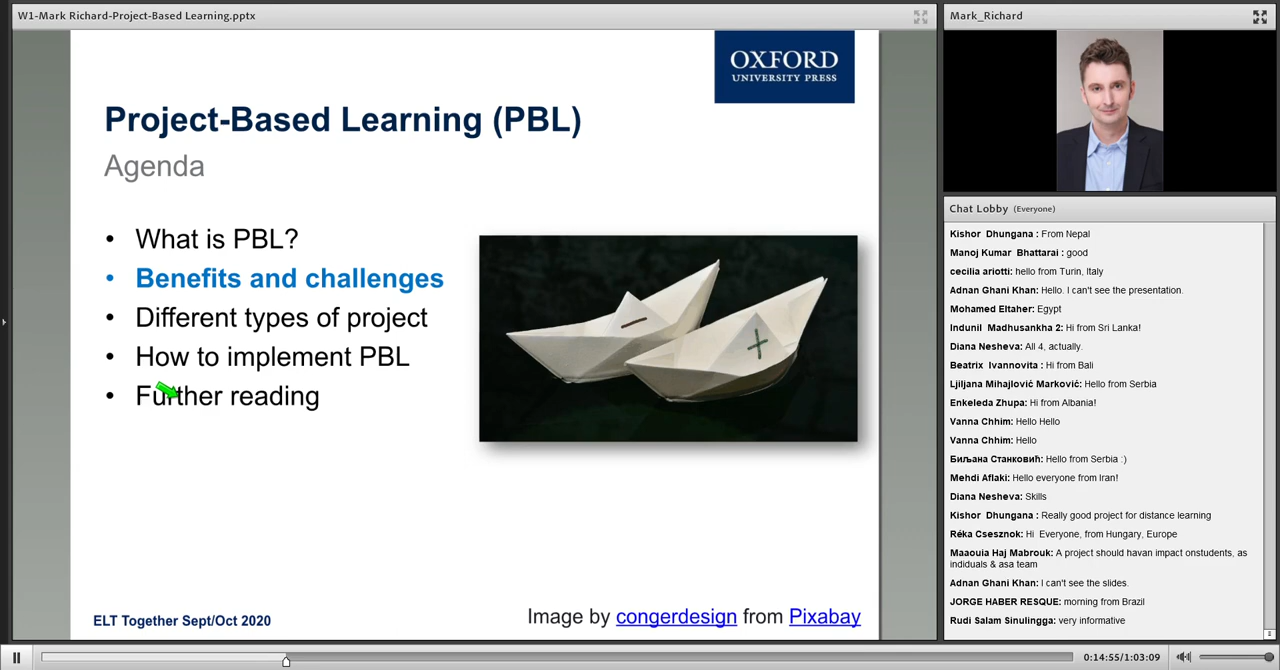 W1-Mark Richard-Project-Based Learning.pptx
OXFORD
UNIVERSITY PRESS
Project-Based Learning (PBL)
Agenda
• What is PBL?
• Benefits and challenges
• Different types of project
• How to implement PBL
• Further reading
ELT Together Sept/Oct 2020
Image by congerdesign from Pixabay
Mark_Richard
Chat Lobby (Everyone)
Kishor Dhungana : From Nepal
Manoj Kumar Bhattarai : good
cecilia ariotti: hello from Turin, Italy
Adnan Ghani Khan: Hello. I can't see the presentation.
Mohamed Eltaher: Egypt
Indunil Madhusankha 2: Hi from Sri Lanka!
Diana Nesheva: All 4, actually.
Beatrix Ivannovita : Hi from Bali
Ljiljana Mihajlović Marković: Hello from Serbia
Enkeleda Zhupa: Hi from Albania!
Vanna Chhim: Hello Hello
Vanna Chhim: Hello
Биљана Станковић: Hello from Serbia :)
Mehdi Aflaki: Hello everyone from Iran!
Diana Nesheva: Skills
Kishor Dhungana : Really good project for distance learning
Réka Csesznok: Hi Everyone, from Hungary, Europe
Maaouia Haj Mabrouk: A project should havan impact onstudents, as
indiduals & asa team
Adnan Ghani Khan: I can't see the slides.
JORGE HABER RESQUE: morning from Brazil
Rudi Salam Sinulingga: very informative
0:14:55/1:03:09